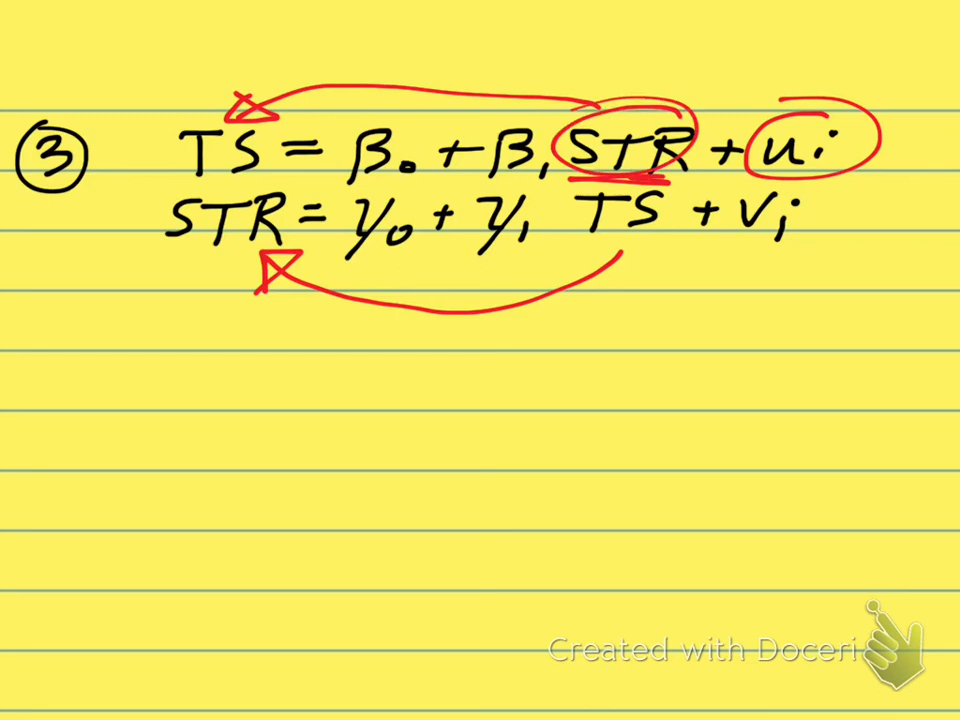 ③ TS = β₀ + β₁ STR + ui
STR = γ₀ + γ₁ TS + vi
Created with Doceri